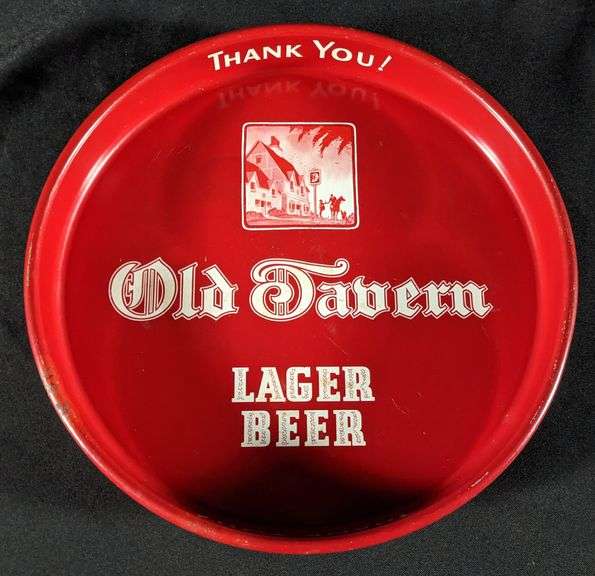 THANK YOU!
Old Tavern
LAGER
BEER